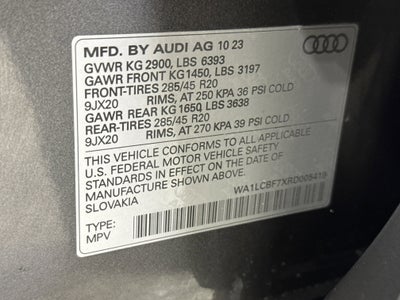 MFD. BY AUDI AG 10 23
GVWR KG 2900, LBS 6393
GAWR FRONT KG1450, LBS 3197
FRONT-TIRES 285/45 R20
9JX20 RIMS, AT 250 KPA 36 PSI COLD
GAWR REAR KG 1650, LBS 3638
REAR-TIRES 285/45 R20
9JX20 RIMS, AT 270 KPA 39 PSI COLD
THIS VEHICLE CONFORMS TO ALL APPLICABLE
U.S. FEDERAL MOTOR VEHICLE SAFETY
STANDARDS IN EFFECT ON THE DATE OF
MANUFACTURE SHOWN ABOVE.
SLOVAKIA
WA1LCBF7XRD005419
TYPE:
MPV